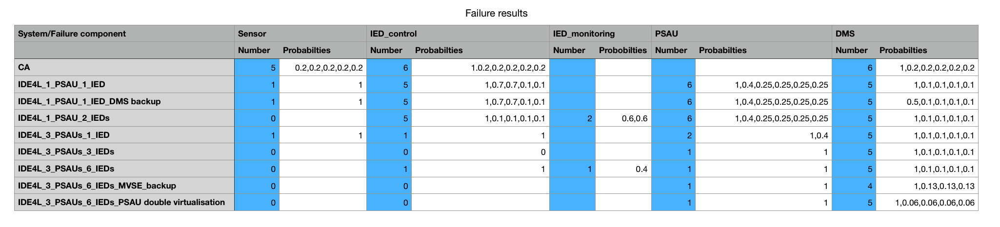 Failure results
System/Failure component Sensor IED_control IED_monitoring PSAU DMS
Number Probabilties Number Probabilties Number Probobilties Number Probabilties Number Probabilties
CA 5 0.2,0.2,0.2,0.2,0.2 6 1.0.2,0.2,0.2,0.2,0.2 6 1,0.2,0.2,0.2,0.2,0.2
IDE4L_1_PSAU_1_IED 1 1 5 1,0.7,0.7,0.1,0.1 6 1,0.4,0.25,0.25,0.25,0.25 5 1,0.1,0.1,0.1,0.1
IDE4L_1_PSAU_1_IED_DMS backup 1 1 5 1,0.7,0.7,0.1,0.1 6 1,0.4,0.25,0.25,0.25,0.25 5 0.5,0.1,0.1,0.1,0.1
IDE4L_1_PSAU_2_IEDs 0 5 1,0.1,0.1,0.1,0.1 2 0.6,0.6 6 1,0.4,0.25,0.25,0.25,0.25 5 1,0.1,0.1,0.1,0.1
IDE4L_3_PSAUs_1_IED 1 1 1 1 2 1,0.4 5 1,0.1,0.1,0.1,0.1
IDE4L_3_PSAUs_3_IEDs 0 0 0 1 1 5 1,0.1,0.1,0.1,0.1
IDE4L_3_PSAUs_6_IEDs 0 1 1 1 0.4 1 1 5 1,0.1,0.1,0.1,0.1
IDE4L_3_PSAUs_6_IEDs_MVSE_backup 0 0 1 1 4 1,0.13,0.13,0.13
IDE4L_3_PSAUs_6_IEDs_PSAU double virtualisation 0 0 1 1 5 1,0.06,0.06,0.06,0.06